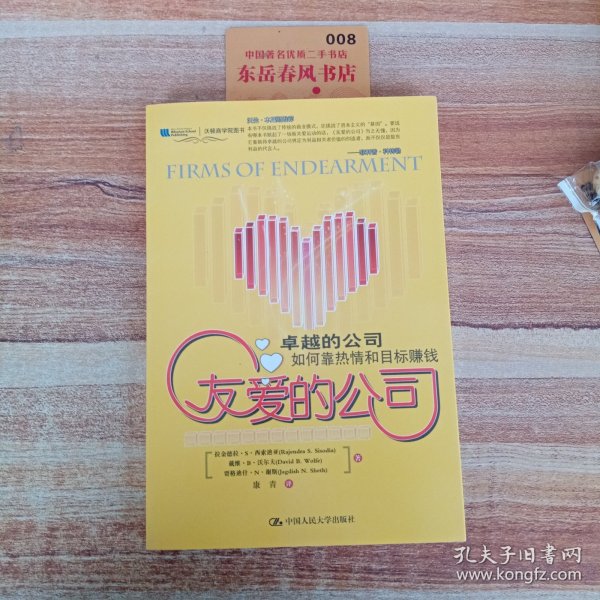 008
中国著名优质二手书店
东岳春风书店
Wharton School Publishing
沃顿商学院图书
FIRMS OF ENDEARMENT
卓越的公司
如何靠热情和目标赚钱
友爱的公司
拉金德拉·S·西索迪亚(Rajendra S. Sisodia)
戴维·B·沃尔夫(David B. Wolfe)
贾格迪什·N·谢斯(Jagdish N. Sheth)
著
康青 译
中国人民大学出版社
孔夫子旧书网
www.kongfz.com